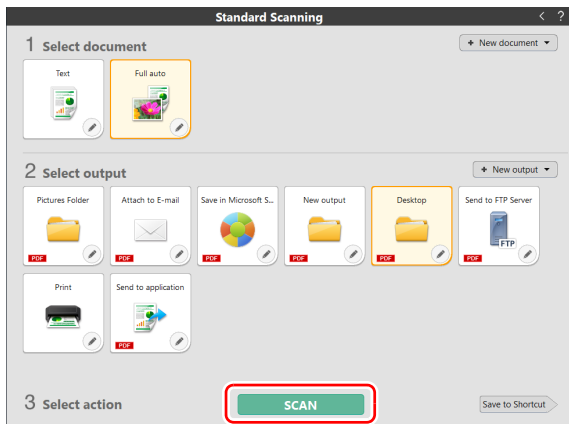 Standard Scanning < ?
1 Select document
+ New document
Text
Full auto
2 Select output
+ New output
Pictures Folder
Attach to E-mail
Save in Microsoft S...
New output
Desktop
Send to FTP Server
PDF
PDF
PDF
PDF
PDF
FTP
PDF
Print
Send to application
PDF
3 Select action
SCAN
Save to Shortcut